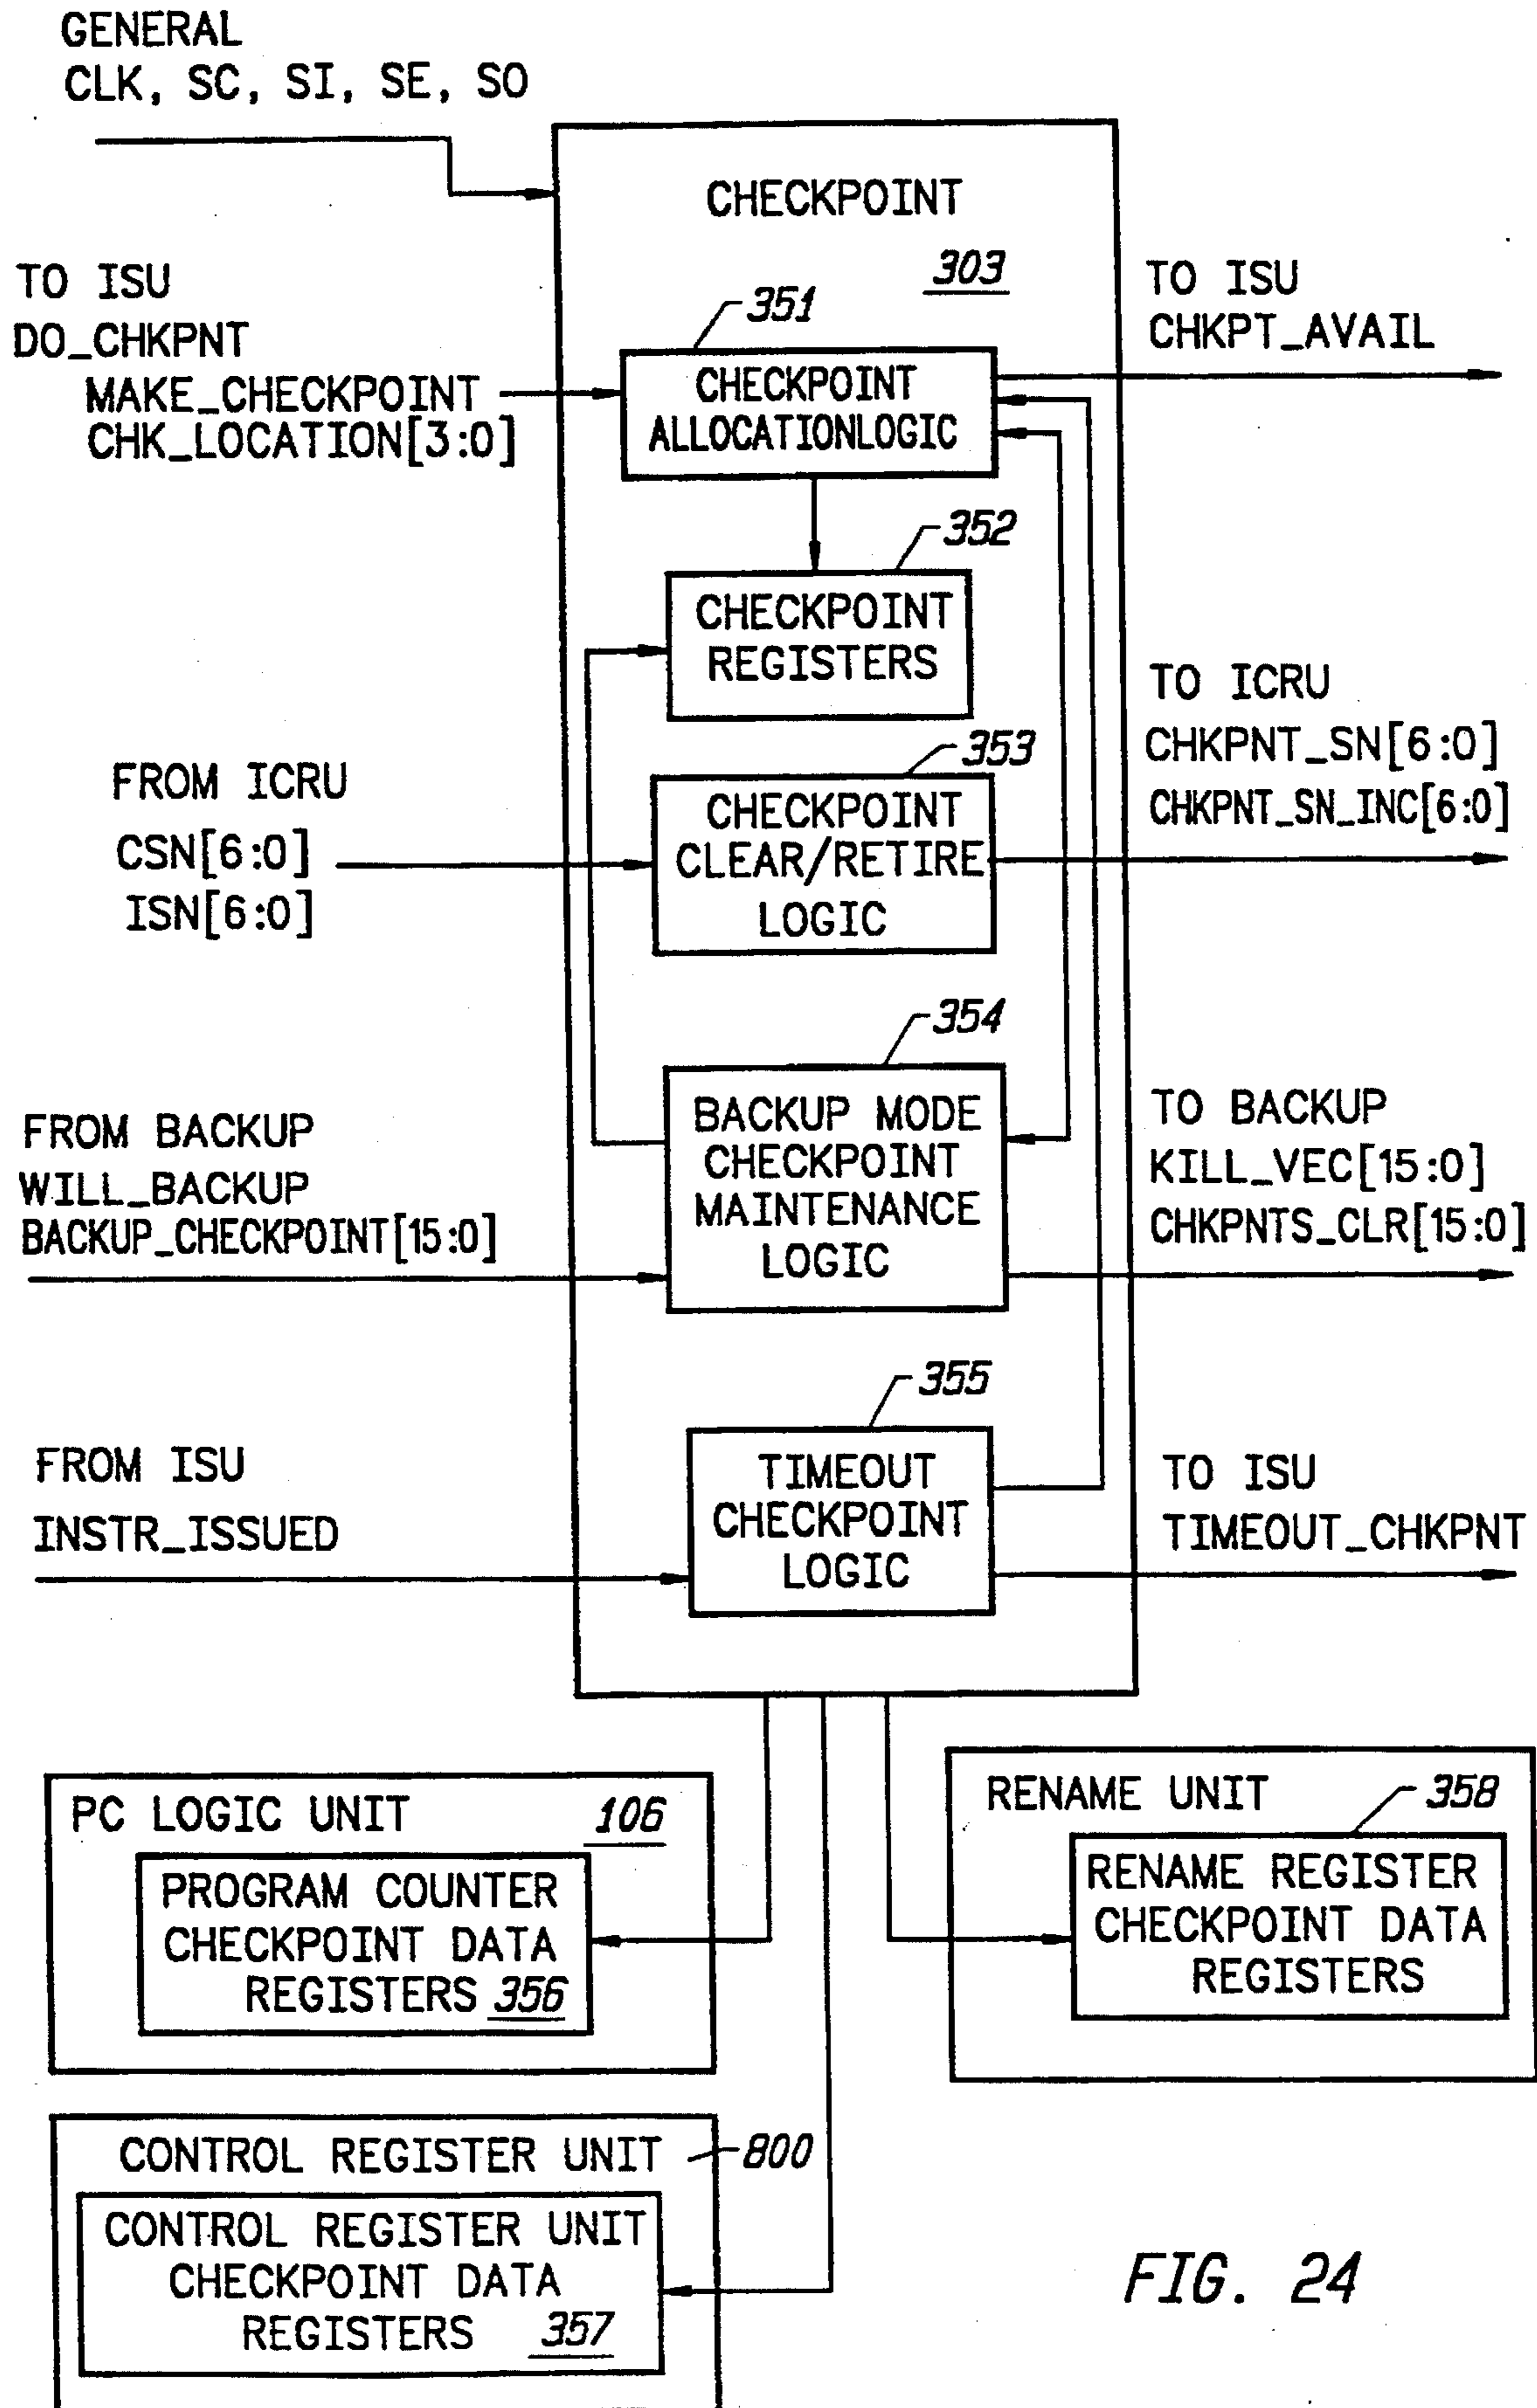 GENERAL
CLK, SC, SI, SE, SO
CHECKPOINT
303
TO ISU
DO_CHKPNT
MAKE_CHECKPOINT
CHK_LOCATION[3:0]
351
CHECKPOINT
ALLOCATIONLOGIC
TO ISU
CHKPT_AVAIL
352
CHECKPOINT
REGISTERS
FROM ICRU
CSN[6:0]
ISN[6:0]
353
CHECKPOINT
CLEAR/RETIRE
LOGIC
TO ICRU
CHKPNT_SN[6:0]
CHKPNT_SN_INC[6:0]
FROM BACKUP
WILL_BACKUP
BACKUP_CHECKPOINT[15:0]
354
BACKUP MODE
CHECKPOINT
MAINTENANCE
LOGIC
TO BACKUP
KILL_VEC[15:0]
CHKPNTS_CLR[15:0]
FROM ISU
INSTR_ISSUED
355
TIMEOUT
CHECKPOINT
LOGIC
TO ISU
TIMEOUT_CHKPNT
PC LOGIC UNIT 106
PROGRAM COUNTER
CHECKPOINT DATA
REGISTERS 356
RENAME UNIT
358
RENAME REGISTER
CHECKPOINT DATA
REGISTERS
CONTROL REGISTER UNIT 800
CONTROL REGISTER UNIT
CHECKPOINT DATA
REGISTERS 357
FIG. 24